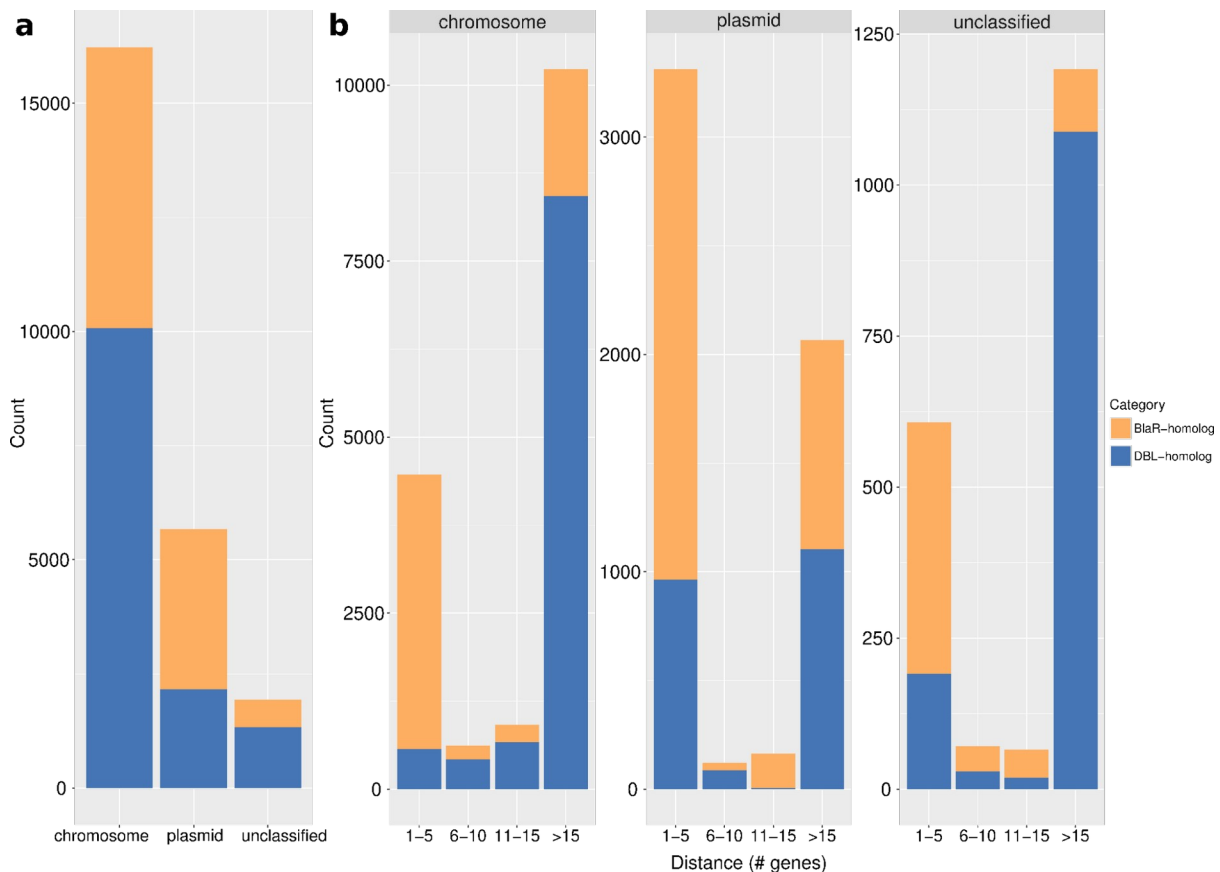 a
b
chromosome
plasmid
unclassified
Count
15000
10000
5000
0
chromosome
plasmid
unclassified
Count
10000
7500
5000
2500
0
1−5
6−10
11−15
>15
3000
2000
1000
0
1−5
6−10
11−15
>15
1250
1000
750
500
250
0
1−5
6−10
11−15
>15
Distance (# genes)
Category
BlaR−homolog
DBL−homolog